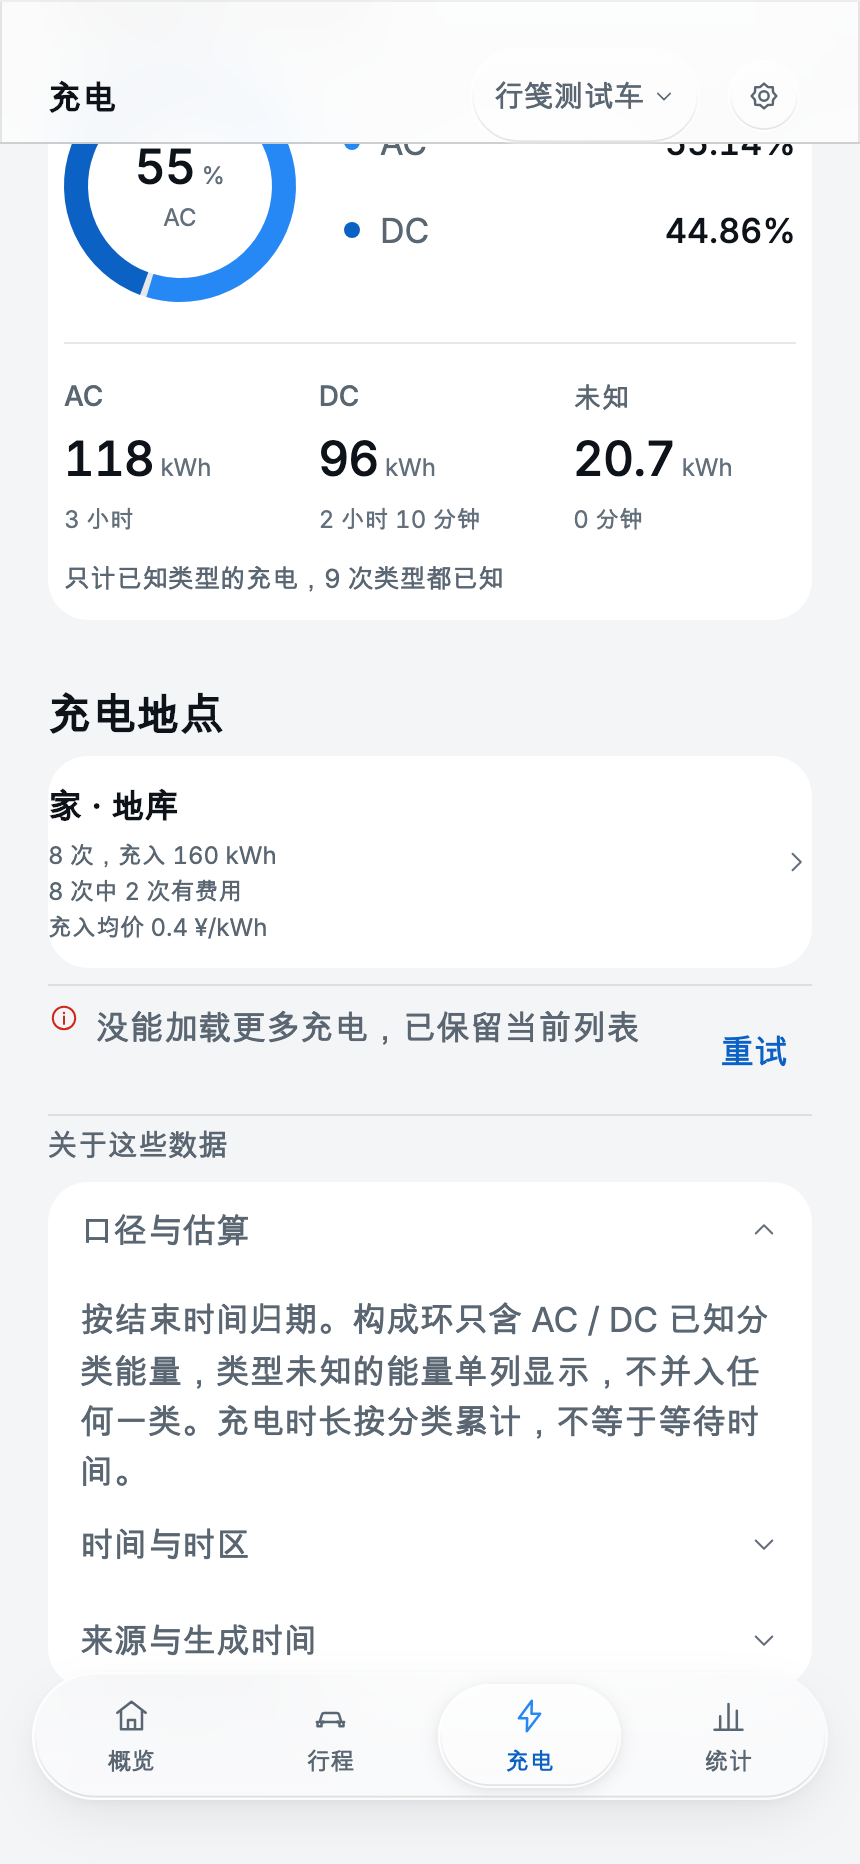 充电
行笺测试车
55 %
AC
AC
55.14%
DC
44.86%
AC
DC
未知
118 kWh
96 kWh
20.7 kWh
3 小时
2 小时 10 分钟
0 分钟
只计已知类型的充电，9 次类型都已知
充电地点
家 · 地库
8 次，充入 160 kWh
8 次中 2 次有费用
充入均价 0.4 ¥/kWh
没能加载更多充电，已保留当前列表
重试
关于这些数据
口径与估算
按结束时间归期。构成环只含 AC / DC 已知分
类能量，类型未知的能量单列显示，不并入任
何一类。充电时长按分类累计，不等于等待时
间。
时间与时区
来源与生成时间
概览
行程
充电
统计